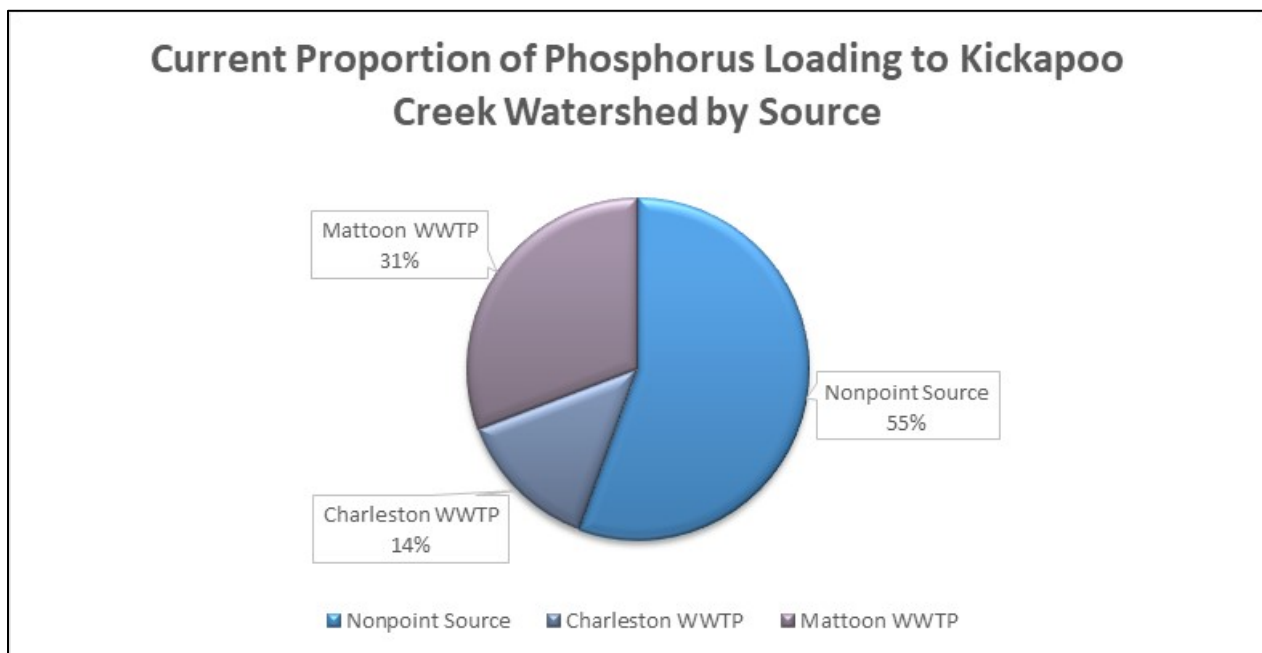 Current Proportion of Phosphorus Loading to Kickapoo
Creek Watershed by Source
Mattoon WWTP
31%
Nonpoint Source
55%
Charleston WWTP
14%
Nonpoint Source Charleston WWTP Mattoon WWTP